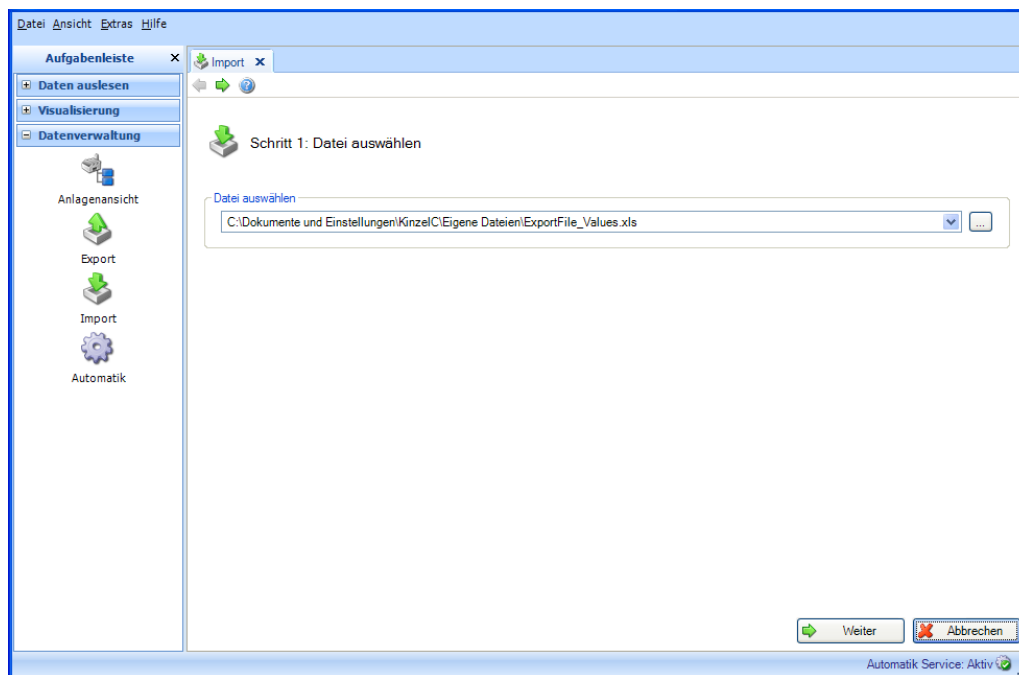 Datei Ansicht Extras Hilfe
Aufgabenleiste
Daten auslesen
Visualisierung
Datenverwaltung
Anlagenansicht
Export
Import
Automatik
Import
Schritt 1: Datei auswählen
Datei auswählen
C:\Dokumente und Einstellungen\KinzelC\Eigene Dateien\ExportFile_Values.xls
...
Weiter
Abbrechen
Automatik Service: Aktiv